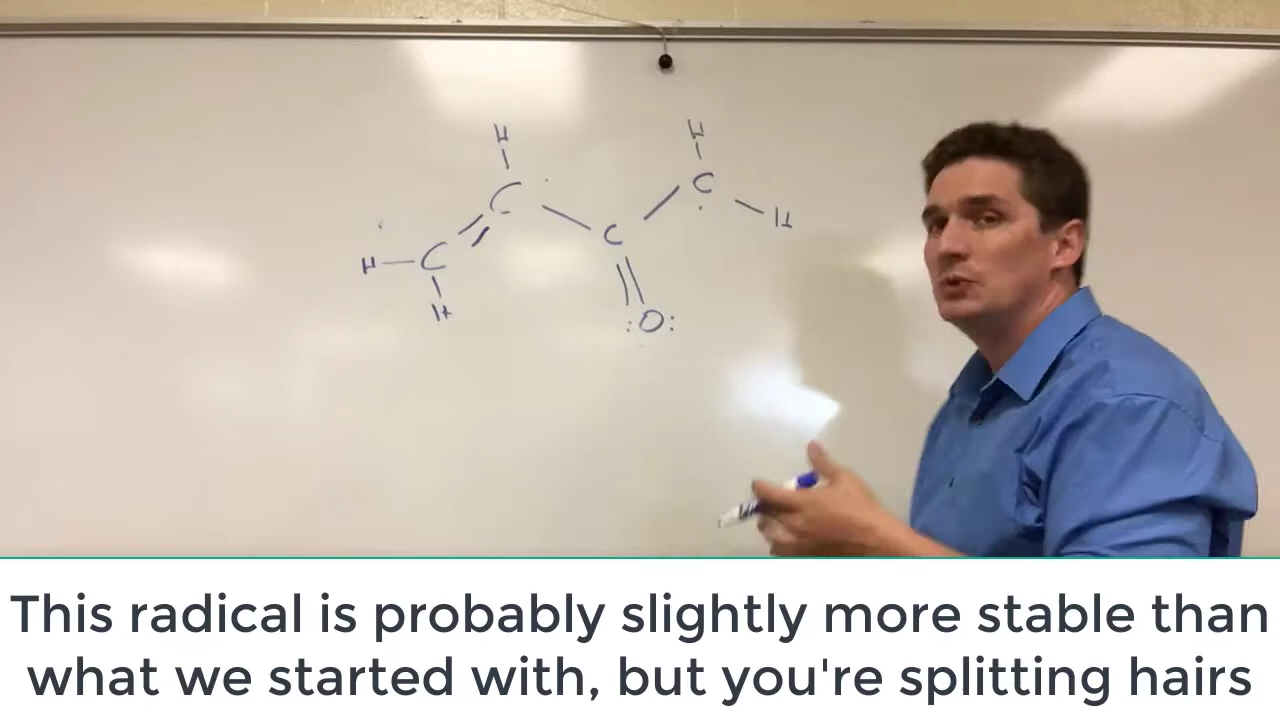 H H
C C
H C C H
H :O:
This radical is probably slightly more stable than
what we started with, but you're splitting hairs